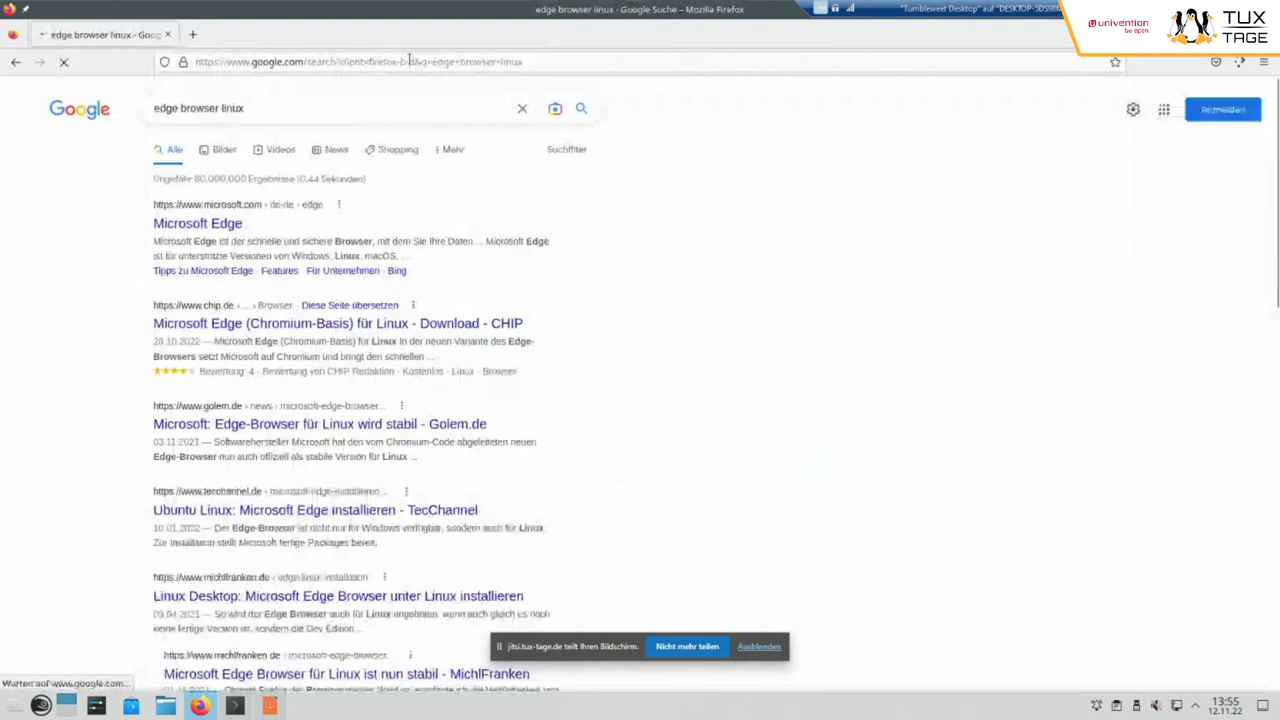 edge browser linux - Google Suche — Mozilla Firefox
"Tumbleweet Desktop" auf "DESKTOP-5DS98
univention
be open.
TUX
TAGE
edge browser linux - Goog
https://www.google.com/search?client=firefox-b-d&q=edge+browser+linux
Google
edge browser linux
Anmelden
Alle
Bilder
Videos
News
Shopping
Mehr
Suchfilter
Ungefähr 80.000.000 Ergebnisse (0,44 Sekunden)
https://www.microsoft.com › de-de › edge
Microsoft Edge
Microsoft Edge ist der schnelle und sichere Browser, mit dem Sie Ihre Daten ... Microsoft Edge
ist für unterstützte Versionen von Windows, Linux, macOS, ...
Tipps zu Microsoft Edge · Features · Für Unternehmen · Bing
https://www.chip.de › ... › Browser · Diese Seite übersetzen
Microsoft Edge (Chromium-Basis) für Linux - Download - CHIP
28.10.2022 — Microsoft Edge (Chromium-Basis) für Linux In der neuen Variante des Edge-
Browsers setzt Microsoft auf Chromium und bringt den schnellen ...
Bewertung: 4 · Bewertung von CHIP Redaktion · Kostenlos · Linux · Browser
https://www.golem.de › news › microsoft-edge-browser...
Microsoft: Edge-Browser für Linux wird stabil - Golem.de
03.11.2021 — Softwarehersteller Microsoft hat den vom Chromium-Code abgeleiteten neuen
Edge-Browser nun auch offiziell als stabile Version für Linux ...
https://www.tecchannel.de › microsoft-edge-installieren...
Ubuntu Linux: Microsoft Edge installieren - TecChannel
10.01.2022 — Der Edge-Browser ist nicht nur für Windows verfügbar, sondern auch für Linux.
Zur Installation stellt Microsoft fertige Packages bereit.
https://www.michlfranken.de › edge-linux-installation
Linux Desktop: Microsoft Edge Browser unter Linux installieren
09.04.2021 — So wird der Edge Browser auch für Linux angeboten, wenn auch gleich es noch
keine fertige Version ist, sondern die Dev Edition...
https://www.michlfranken.de › microsoft-edge-browser...
Microsoft Edge Browser für Linux ist nun stabil - MichlFranken
jitsi.tux-tage.de teilt Ihren Bildschirm.
Nicht mehr teilen
Ausblenden
Warten auf www.google.com...
13:55
12.11.22